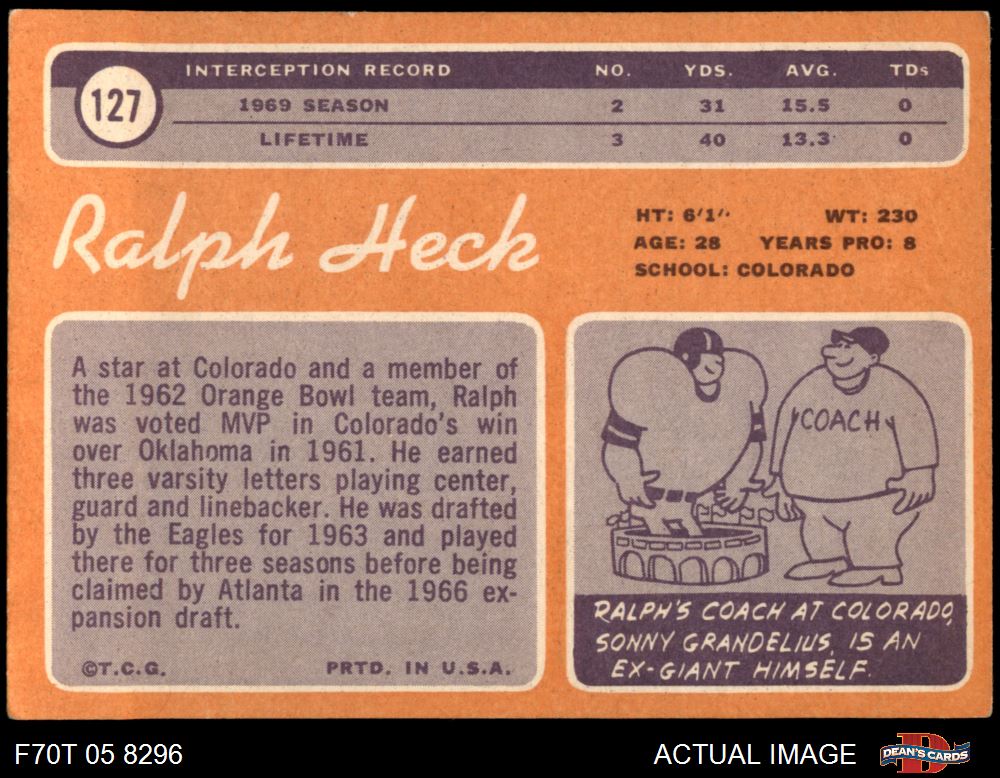 127
INTERCEPTION RECORD NO. YDS. AVG. TDs
1969 SEASON 2 31 15.5 0
LIFETIME 3 40 13.3 0
Ralph Heck
HT: 6'1" WT: 230
AGE: 28 YEARS PRO: 8
SCHOOL: COLORADO
A star at Colorado and a member of
the 1962 Orange Bowl team, Ralph
was voted MVP in Colorado's win
over Oklahoma in 1961. He earned
three varsity letters playing center,
guard and linebacker. He was drafted
by the Eagles for 1963 and played
there for three seasons before being
claimed by Atlanta in the 1966 ex-
pansion draft.
©T.C.G. PRTD. IN U.S.A.
COACH
RALPH'S COACH AT COLORADO,
SONNY GRANDELIUS, IS AN
EX-GIANT HIMSELF.
F70T 05 8296 ACTUAL IMAGE DEAN'S CARDS